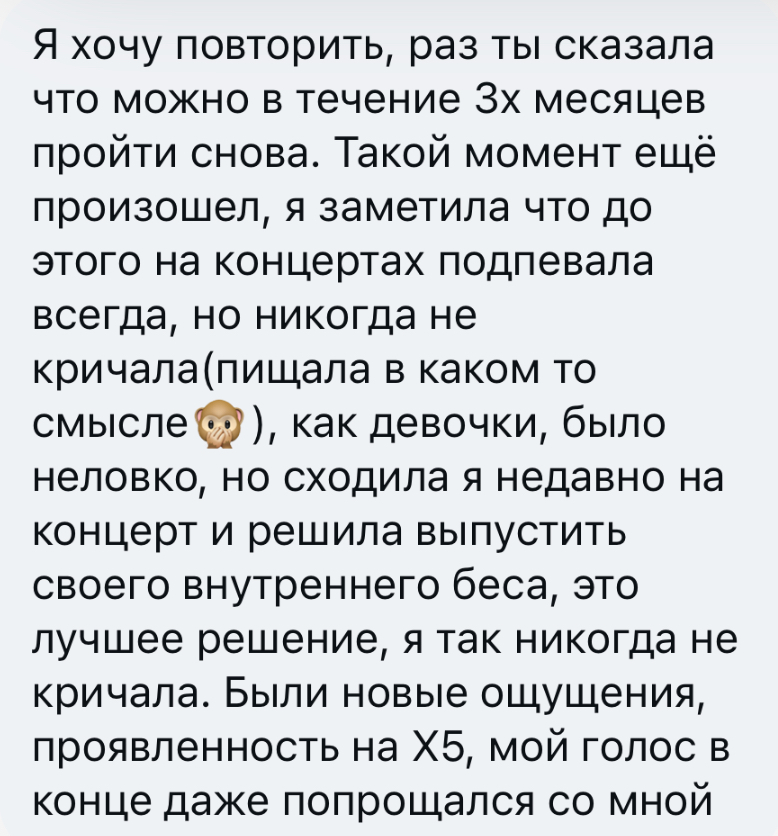 Я хочу повторить, раз ты сказала
что можно в течение 3х месяцев
пройти снова. Такой момент ещё
произошел, я заметила что до
этого на концертах подпевала
всегда, но никогда не
кричала(пищала в каком то
смысле🙊), как девочки, было
неловко, но сходила я недавно на
концерт и решила выпустить
своего внутреннего беса, это
лучшее решение, я так никогда не
кричала. Были новые ощущения,
проявленность на Х5, мой голос в
конце даже попрощался со мной